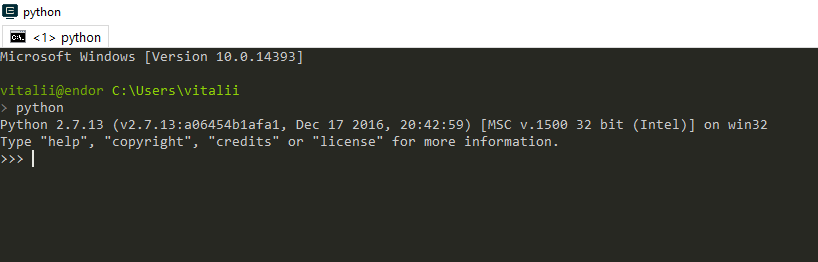 python
<1> python
Microsoft Windows [Version 10.0.14393]
vitalii@endor C:\Users\vitalii
> python
Python 2.7.13 (v2.7.13:a06454b1afa1, Dec 17 2016, 20:42:59) [MSC v.1500 32 bit (Intel)] on win32
Type "help", "copyright", "credits" or "license" for more information.
>>>